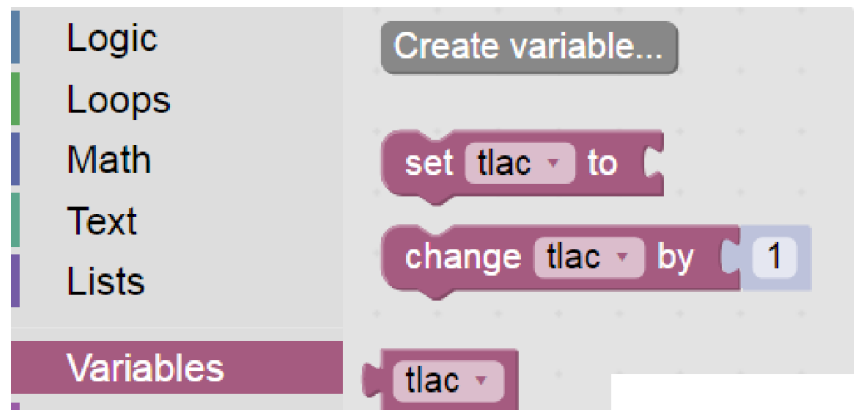 Logic
Loops
Math
Text
Lists
Variables
Create variable...
set tlac to
change tlac by 1
tlac